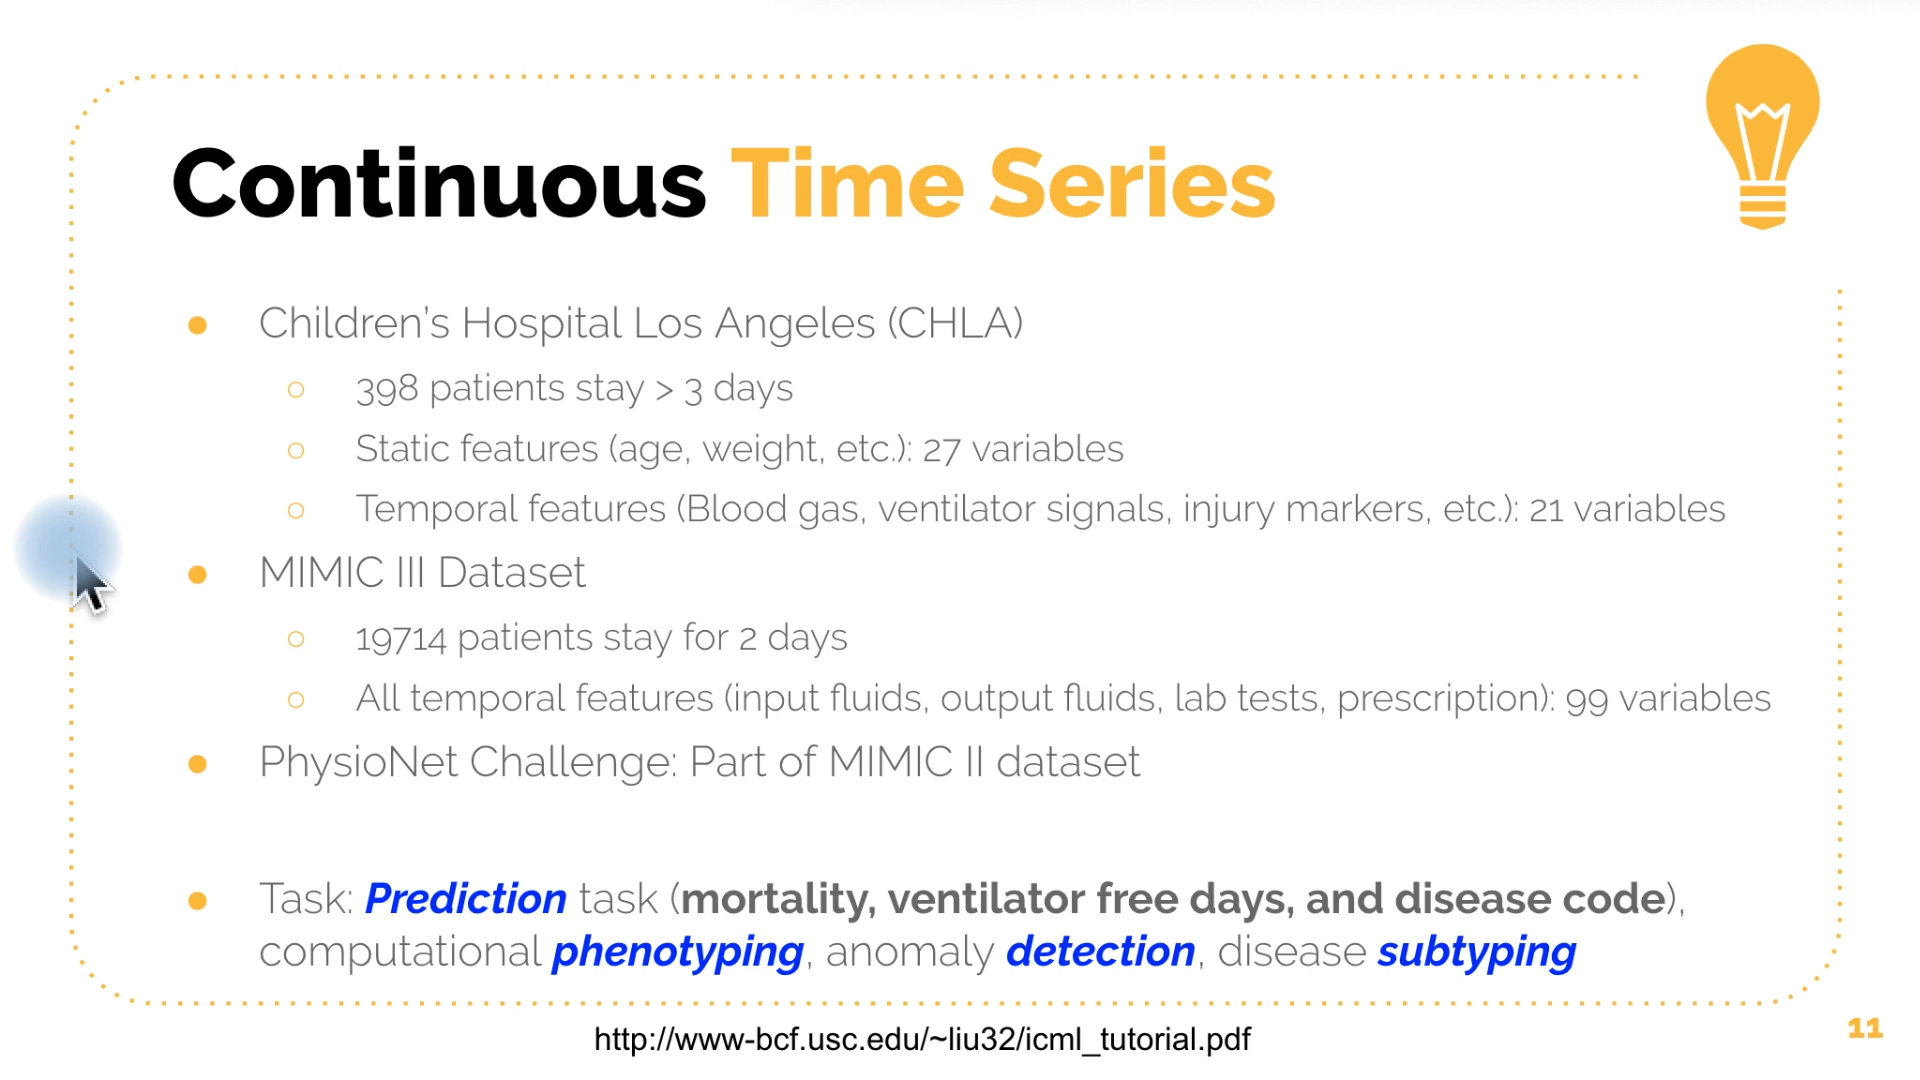 Continuous Time Series
● Children’s Hospital Los Angeles (CHLA)
○ 398 patients stay > 3 days
○ Static features (age, weight, etc.): 27 variables
○ Temporal features (Blood gas, ventilator signals, injury markers, etc.): 21 variables
● MIMIC III Dataset
○ 19714 patients stay for 2 days
○ All temporal features (input fluids, output fluids, lab tests, prescription): 99 variables
● PhysioNet Challenge: Part of MIMIC II dataset
● Task: Prediction task (mortality, ventilator free days, and disease code),
computational phenotyping, anomaly detection, disease subtyping
http://www-bcf.usc.edu/~liu32/icml_tutorial.pdf
11